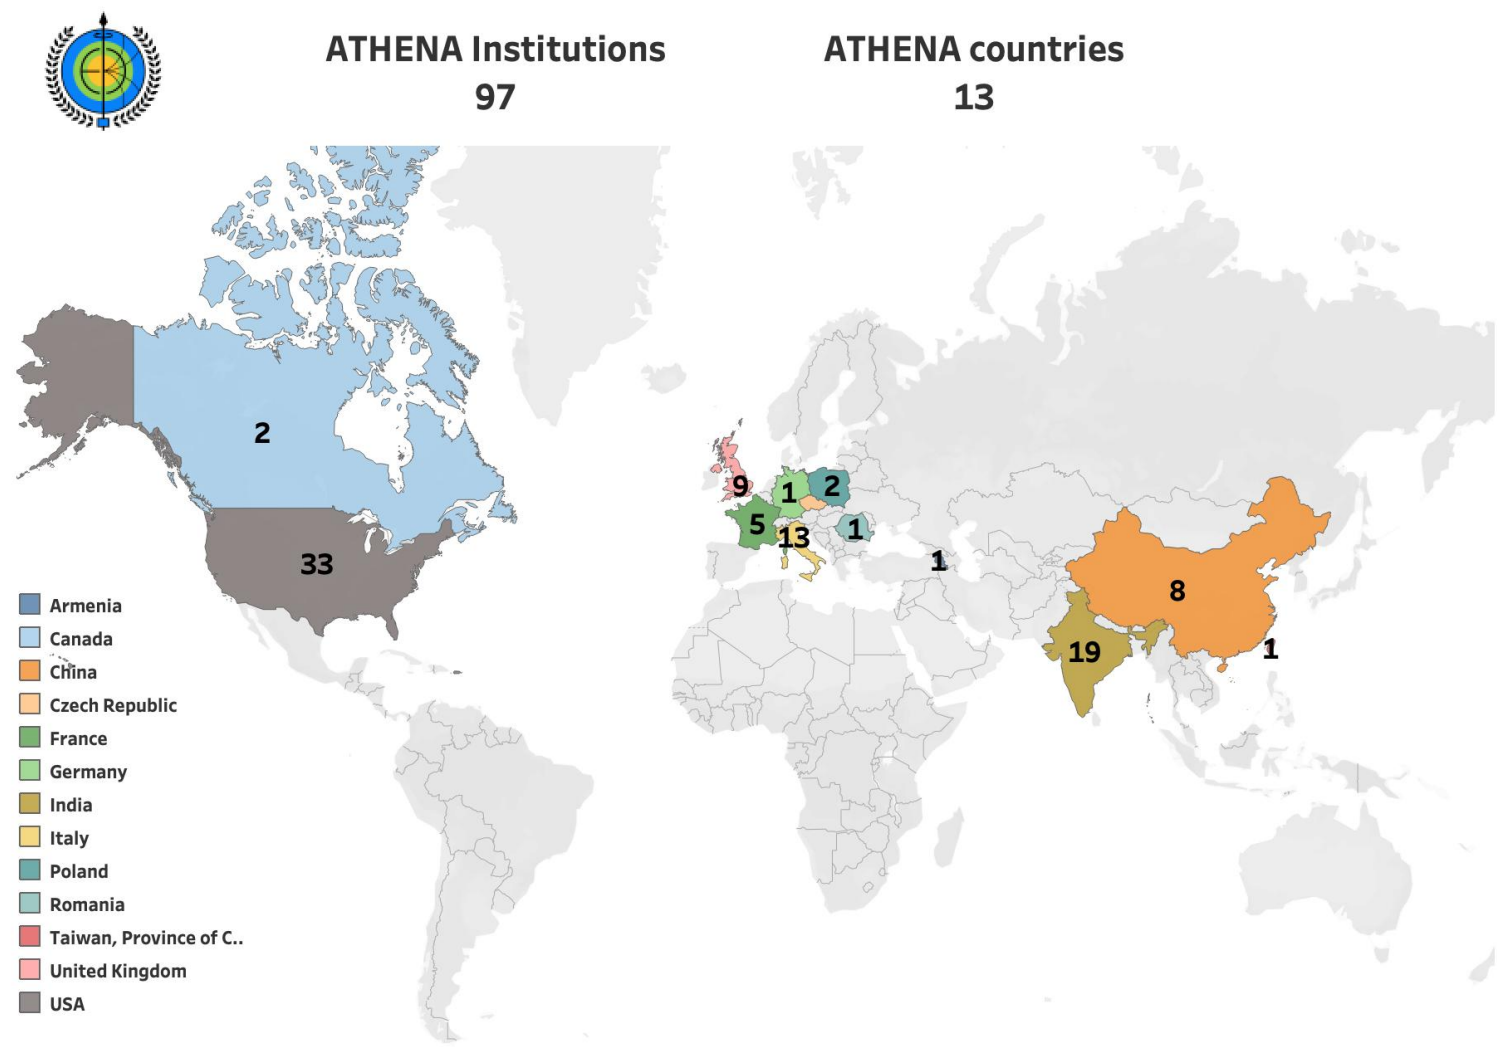 ATHENA Institutions
97
ATHENA countries
13
2
33
9
1
2
5
13
1
1
8
19
1
Armenia
Canada
China
Czech Republic
France
Germany
India
Italy
Poland
Romania
Taiwan, Province of C..
United Kingdom
USA